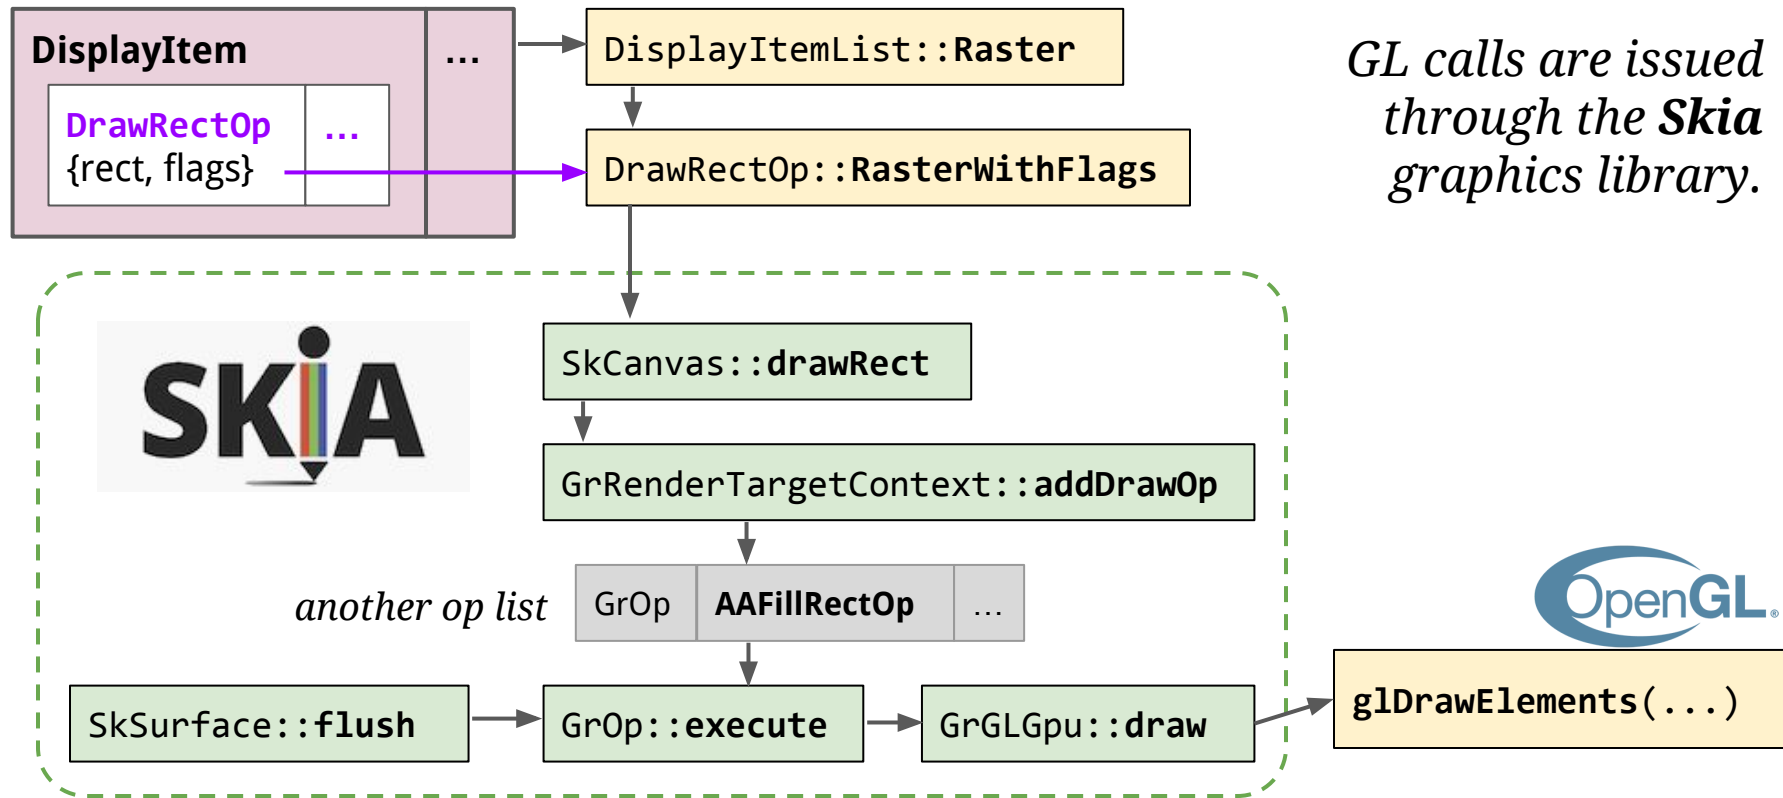 DisplayItem
...
DrawRectOp
...
{rect, flags}
DisplayItemList::Raster
DrawRectOp::RasterWithFlags
GL calls are issued
through the Skia
graphics library.
SKiA
SkCanvas::drawRect
GrRenderTargetContext::addDrawOp
another op list
GrOp
AAFillRectOp
...
OpenGL®
SkSurface::flush
GrOp::execute
GrGLGpu::draw
glDrawElements(...)